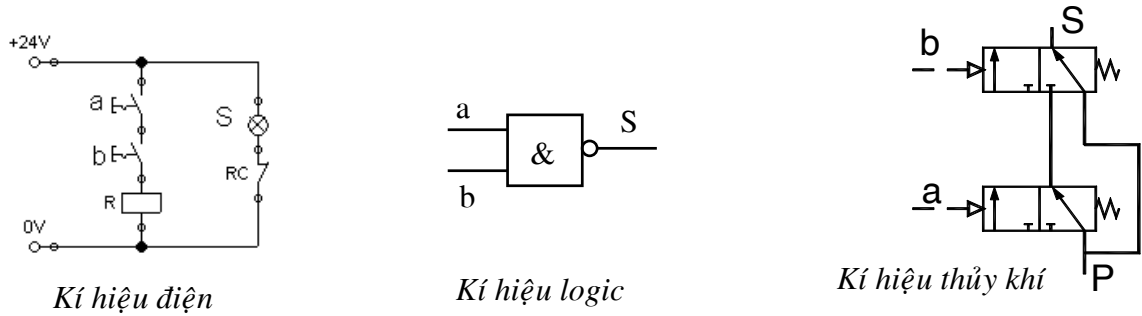 +24V
a
b
R
0V
S
RC
Kí hiệu điện
a
b
&
S
Kí hiệu logic
S
b
a
P
Kí hiệu thủy khí